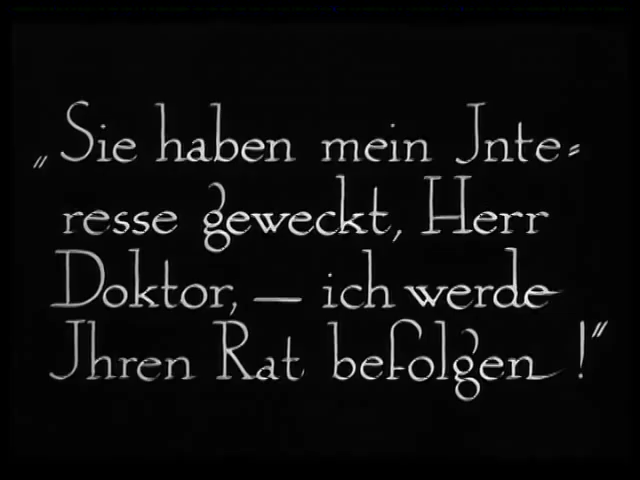 „Sie haben mein Inte=
resse geweckt, Herr
Doktor, — ich werde
Ihren Rat befolgen!"